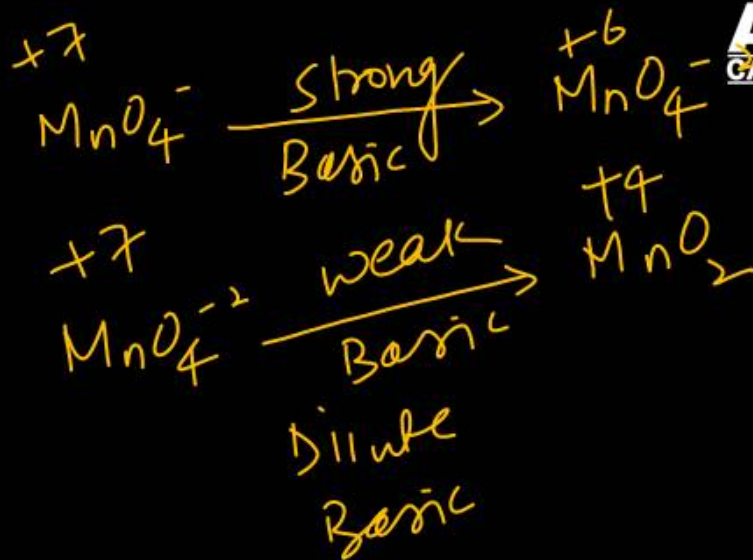 +7 +6
MnO₄⁻ Strong Basic → MnO₄⁻
+7 +4
MnO₄⁻² weak Basic → MnO₂
Dilute
Basic